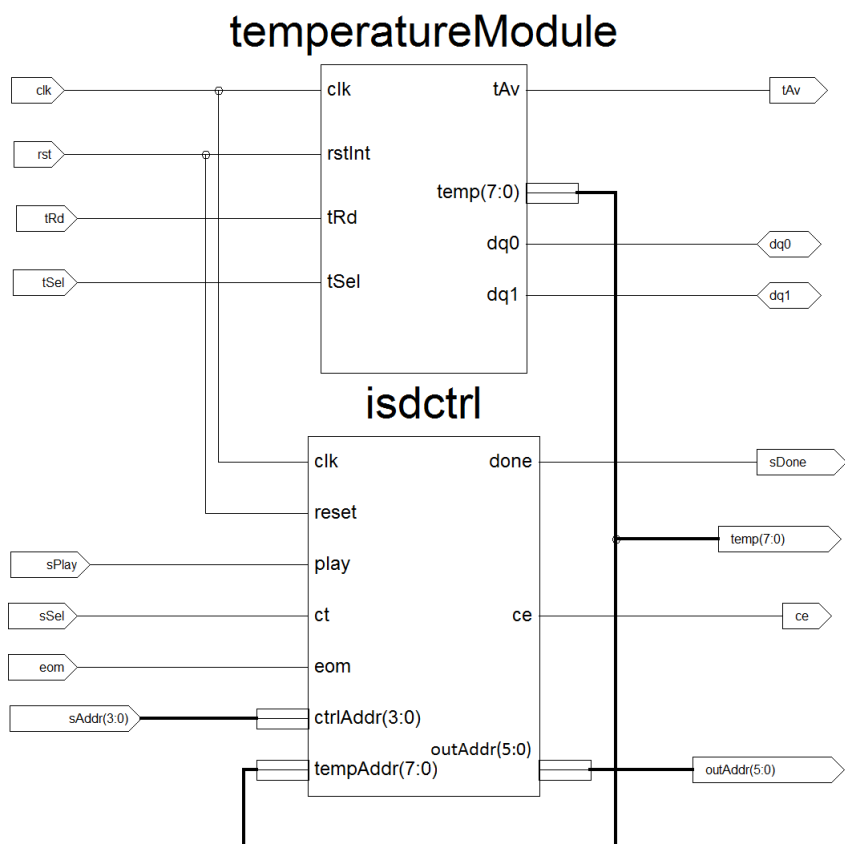 temperatureModule
clk
clk
tAv
tAv
rst
rstInt
temp(7:0)
tRd
tRd
dq0
dq0
tSel
tSel
dq1
dq1
isdctrl
clk
done
sDone
reset
temp(7:0)
sPlay
play
sSel
ct
ce
ce
eom
eom
sAddr(3:0)
ctrlAddr(3:0)
outAddr(5:0)
tempAddr(7:0)
outAddr(5:0)